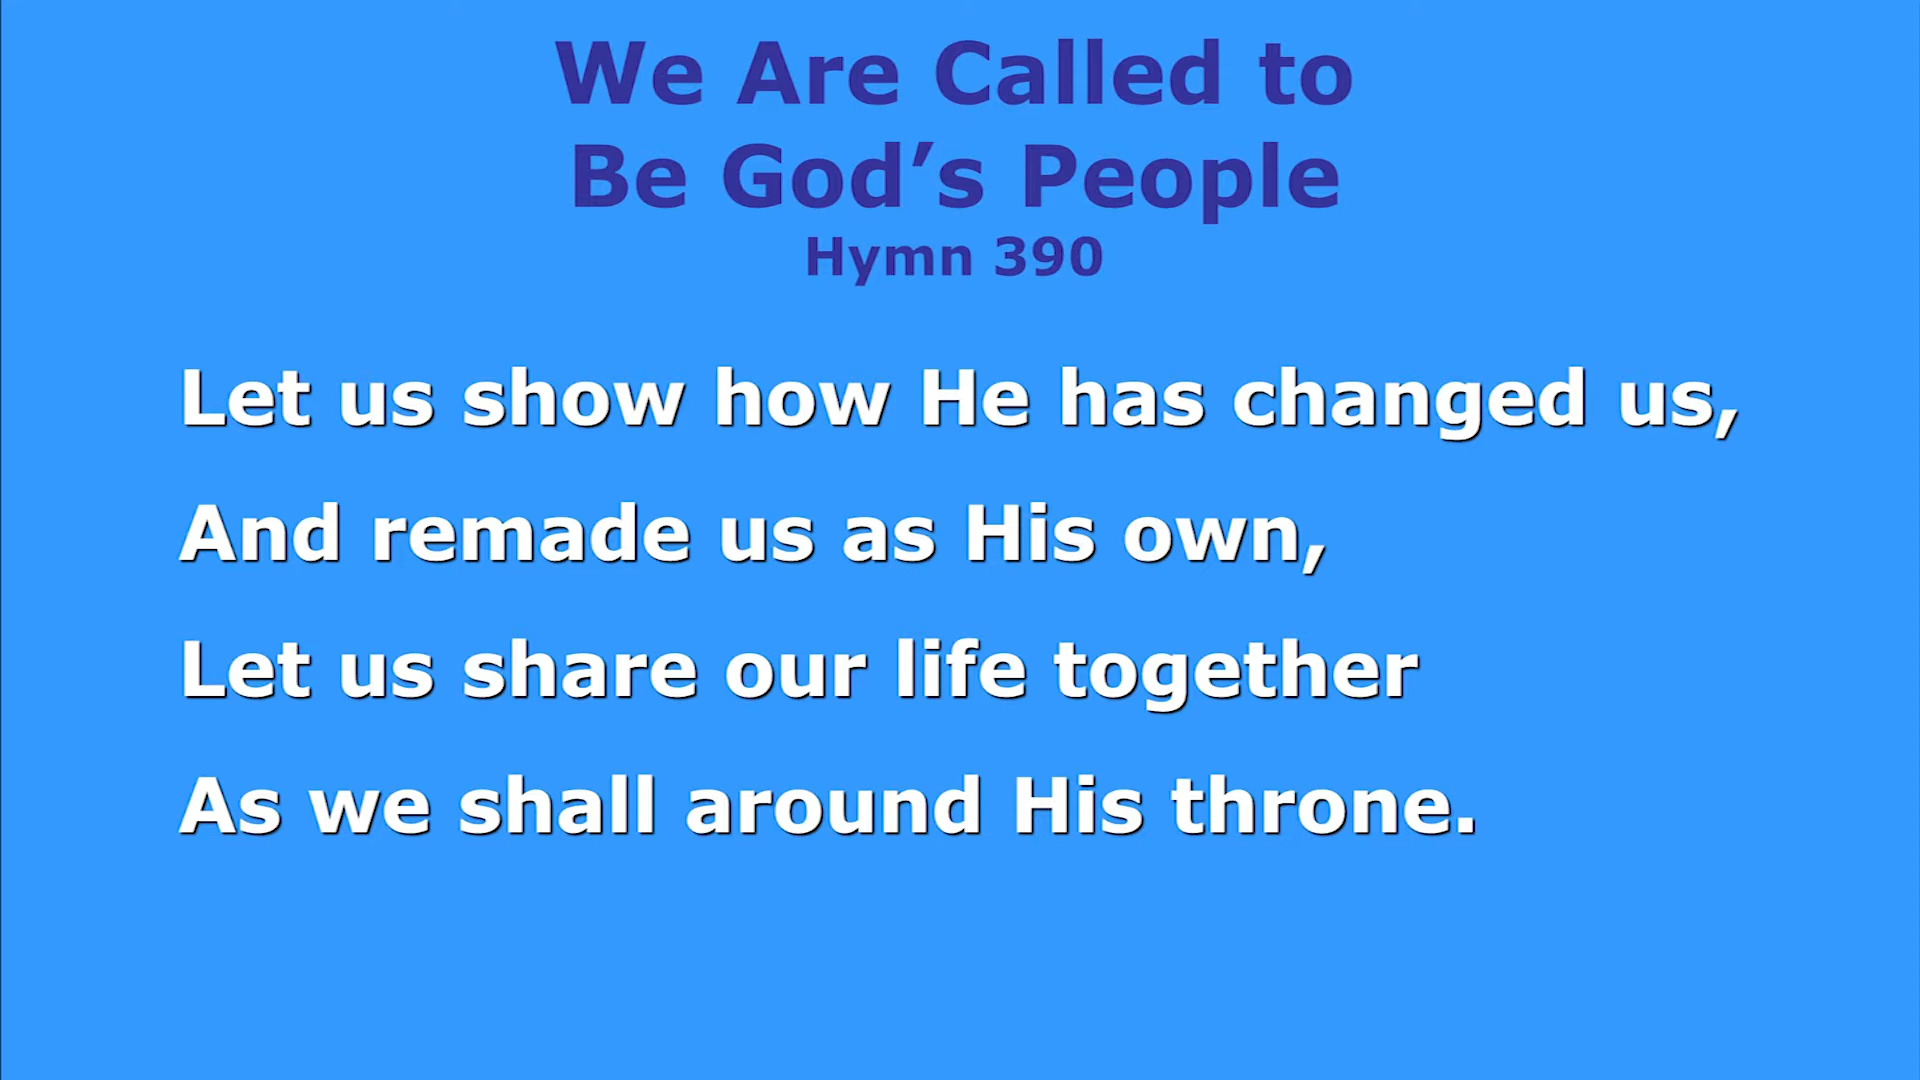 We Are Called to
Be God’s People
Hymn 390
Let us show how He has changed us,
And remade us as His own,
Let us share our life together
As we shall around His throne.